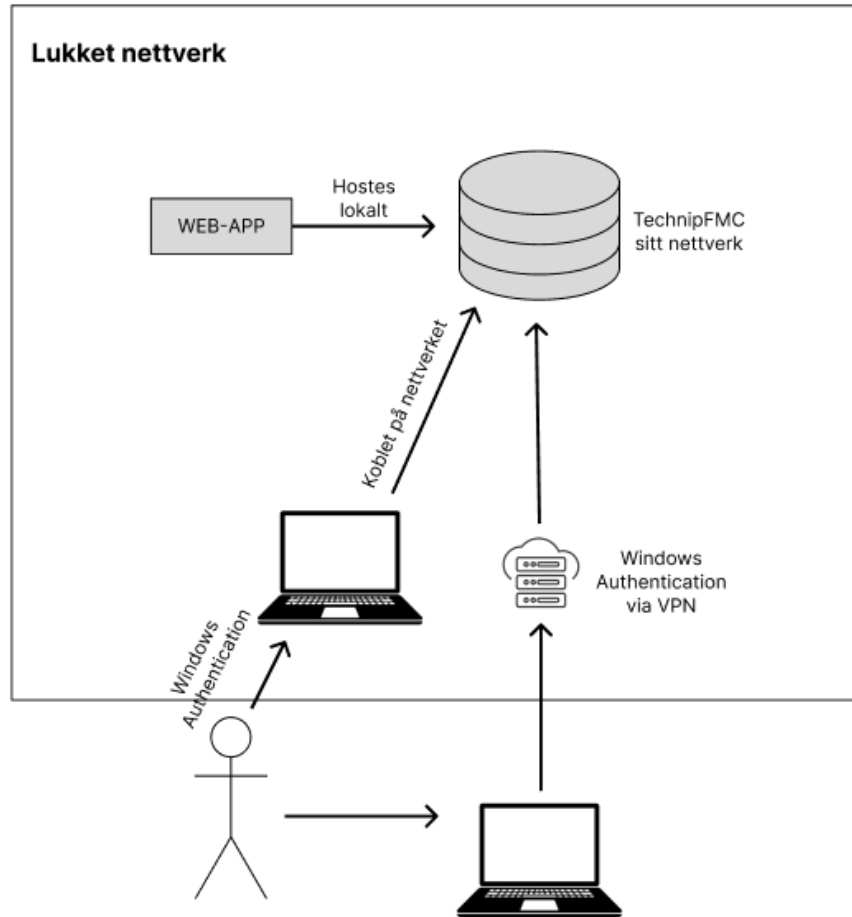 Lukket nettverk
Hostes
lokalt
WEB-APP
TechnipFMC
sitt nettverk
Koblet på nettverket
Windows
Authentication
via VPN
Windows
Authentication